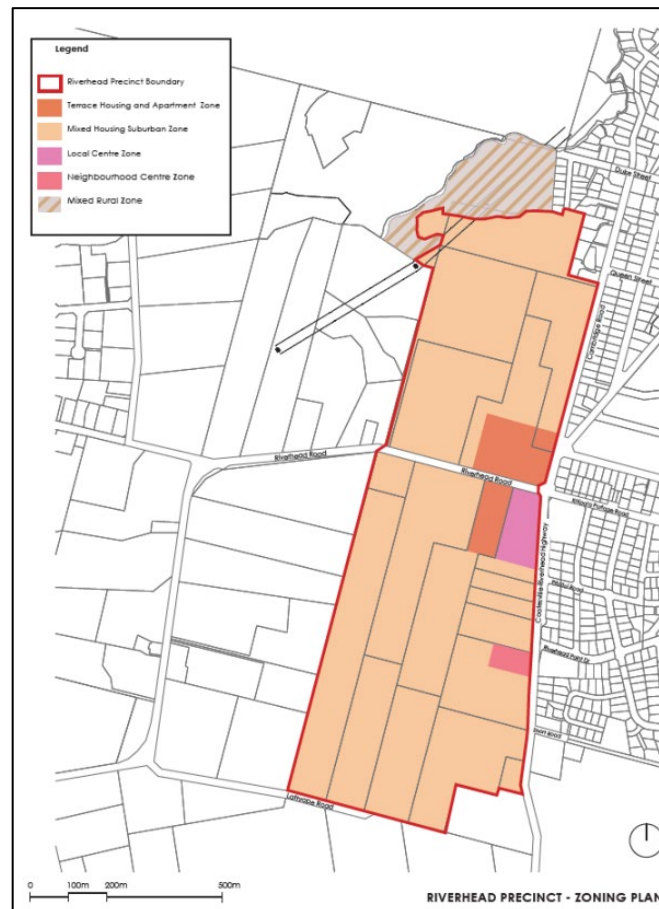 Legend
Riverhead Precinct Boundary
Terrace Housing and Apartment Zone
Mixed Housing Suburban Zone
Local Centre Zone
Neighbourhood Centre Zone
Mixed Rural Zone
Duke Street
Queen Street
Cambridge Road
Riverhead Road
Riverhead Road
Coatesville-Riverhead Highway
Riverhead Point Dr
Short Road
Lathrope Road
0 100m 200m 500m
RIVERHEAD PRECINCT - ZONING PLAN